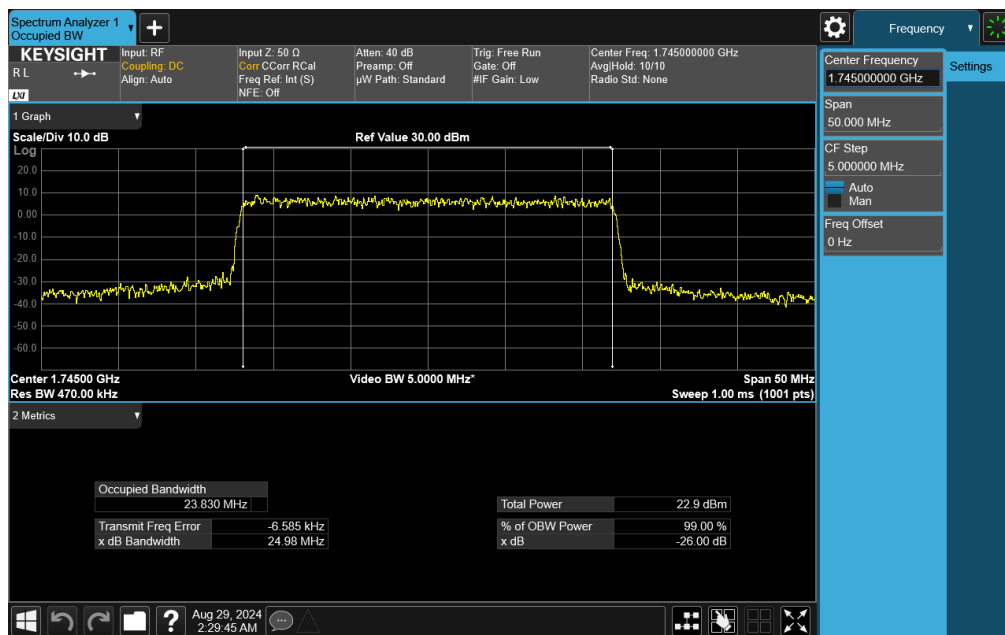 Spectrum Analyzer 1
Occupied BW
Frequency
KEYSIGHT
R L
LXI
Input: RF
Coupling: DC
Align: Auto
Input Z: 50 Ω
Corr CCorr RCal
Freq Ref: Int (S)
NFE: Off
Atten: 40 dB
Preamp: Off
µW Path: Standard
Trig: Free Run
Gate: Off
#IF Gain: Low
Center Freq: 1.745000000 GHz
Avg|Hold: 10/10
Radio Std: None
Center Frequency
1.745000000 GHz
Settings
Span
50.000 MHz
CF Step
5.000000 MHz
Auto
Man
Freq Offset
0 Hz
1 Graph
Scale/Div 10.0 dB
Ref Value 30.00 dBm
Log
20.0
10.0
0.00
-10.0
-20.0
-30.0
-40.0
-50.0
-60.0
Center 1.74500 GHz
Video BW 5.0000 MHz*
Span 50 MHz
Res BW 470.00 kHz
Sweep 1.00 ms (1001 pts)
2 Metrics
Occupied Bandwidth
23.830 MHz
Total Power 22.9 dBm
Transmit Freq Error -6.585 kHz
% of OBW Power 99.00 %
x dB Bandwidth 24.98 MHz
x dB -26.00 dB
Aug 29, 2024
2:29:45 AM